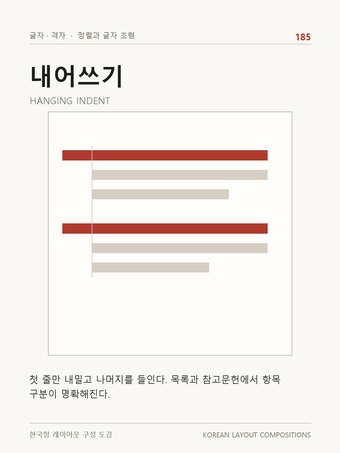 글자 · 격자 · 정렬과 글자 조형
185
내어쓰기
HANGING INDENT
첫 줄만 내밀고 나머지를 들인다. 목록과 참고문헌에서 항목
구분이 명확해진다.
한국형 레이아웃 구성 도감
KOREAN LAYOUT COMPOSITIONS